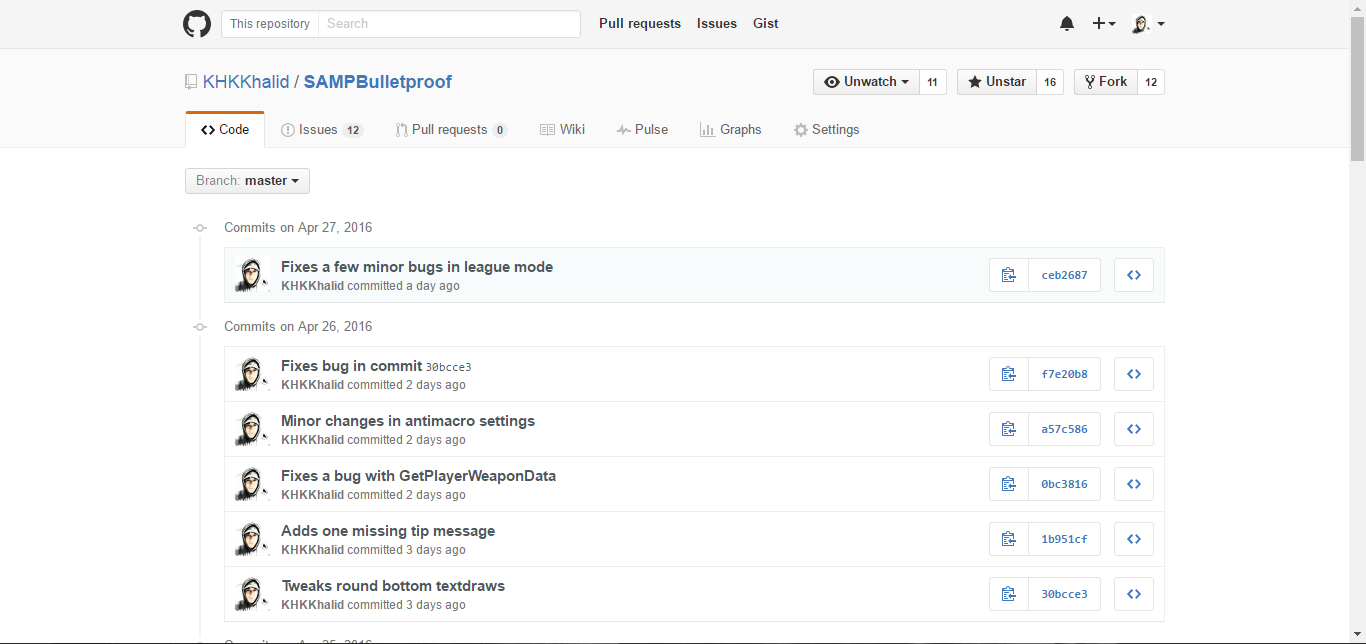 This repository Search Pull requests Issues Gist
KHKKhalid / SAMPBulletproof Unwatch 11 Unstar 16 Fork 12
Code Issues 12 Pull requests 0 Wiki Pulse Graphs Settings
Branch: master
Commits on Apr 27, 2016
Fixes a few minor bugs in league mode
KHKKhalid committed a day ago
ceb2687
Commits on Apr 26, 2016
Fixes bug in commit 30bcce3
KHKKhalid committed 2 days ago
f7e20b8
Minor changes in antimacro settings
KHKKhalid committed 2 days ago
a57c586
Fixes a bug with GetPlayerWeaponData
KHKKhalid committed 2 days ago
0bc3816
Adds one missing tip message
KHKKhalid committed 3 days ago
1b951cf
Tweaks round bottom textdraws
KHKKhalid committed 3 days ago
30bcce3
Commits on Apr 25, 2016